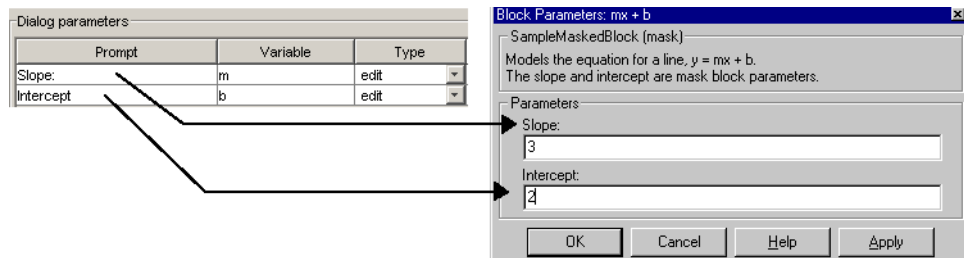 Dialog parameters
Prompt Variable Type
Slope: m edit
Intercept b edit
Block Parameters: mx + b
SampleMaskedBlock (mask)
Models the equation for a line, y = mx + b.
The slope and intercept are mask block parameters.
Parameters
Slope:
3
Intercept:
2
OK Cancel Help Apply